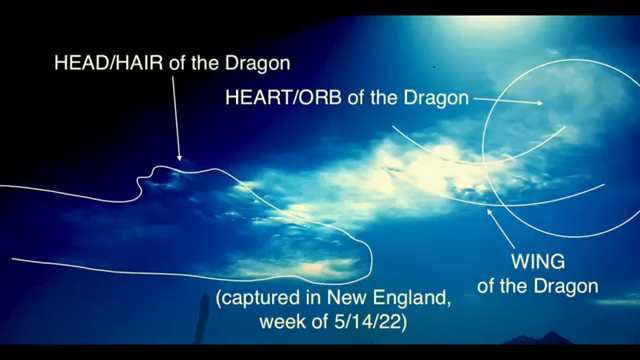 HEAD/HAIR of the Dragon
HEART/ORB of the Dragon
WING
of the Dragon
(captured in New England,
week of 5/14/22)